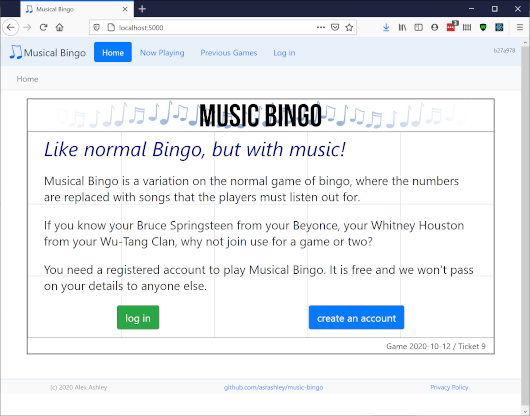 Musical Bingo
localhost:5000
Musical Bingo Home Now Playing Previous Games Log in b27a978
Home
MUSIC BINGO
Like normal Bingo, but with music!
Musical Bingo is a variation on the normal game of bingo, where the numbers
are replaced with songs that the players must listen out for.
If you know your Bruce Springsteen from your Beyonce, your Whitney Houston
from your Wu-Tang Clan, why not join use for a game or two?
You need a registered account to play Musical Bingo. It is free and we won't pass
on your details to anyone else.
log in create an account
Game 2020-10-12 / Ticket 9
(c) 2020 Alex Ashley github.com/asrashley/music-bingo Privacy Policy